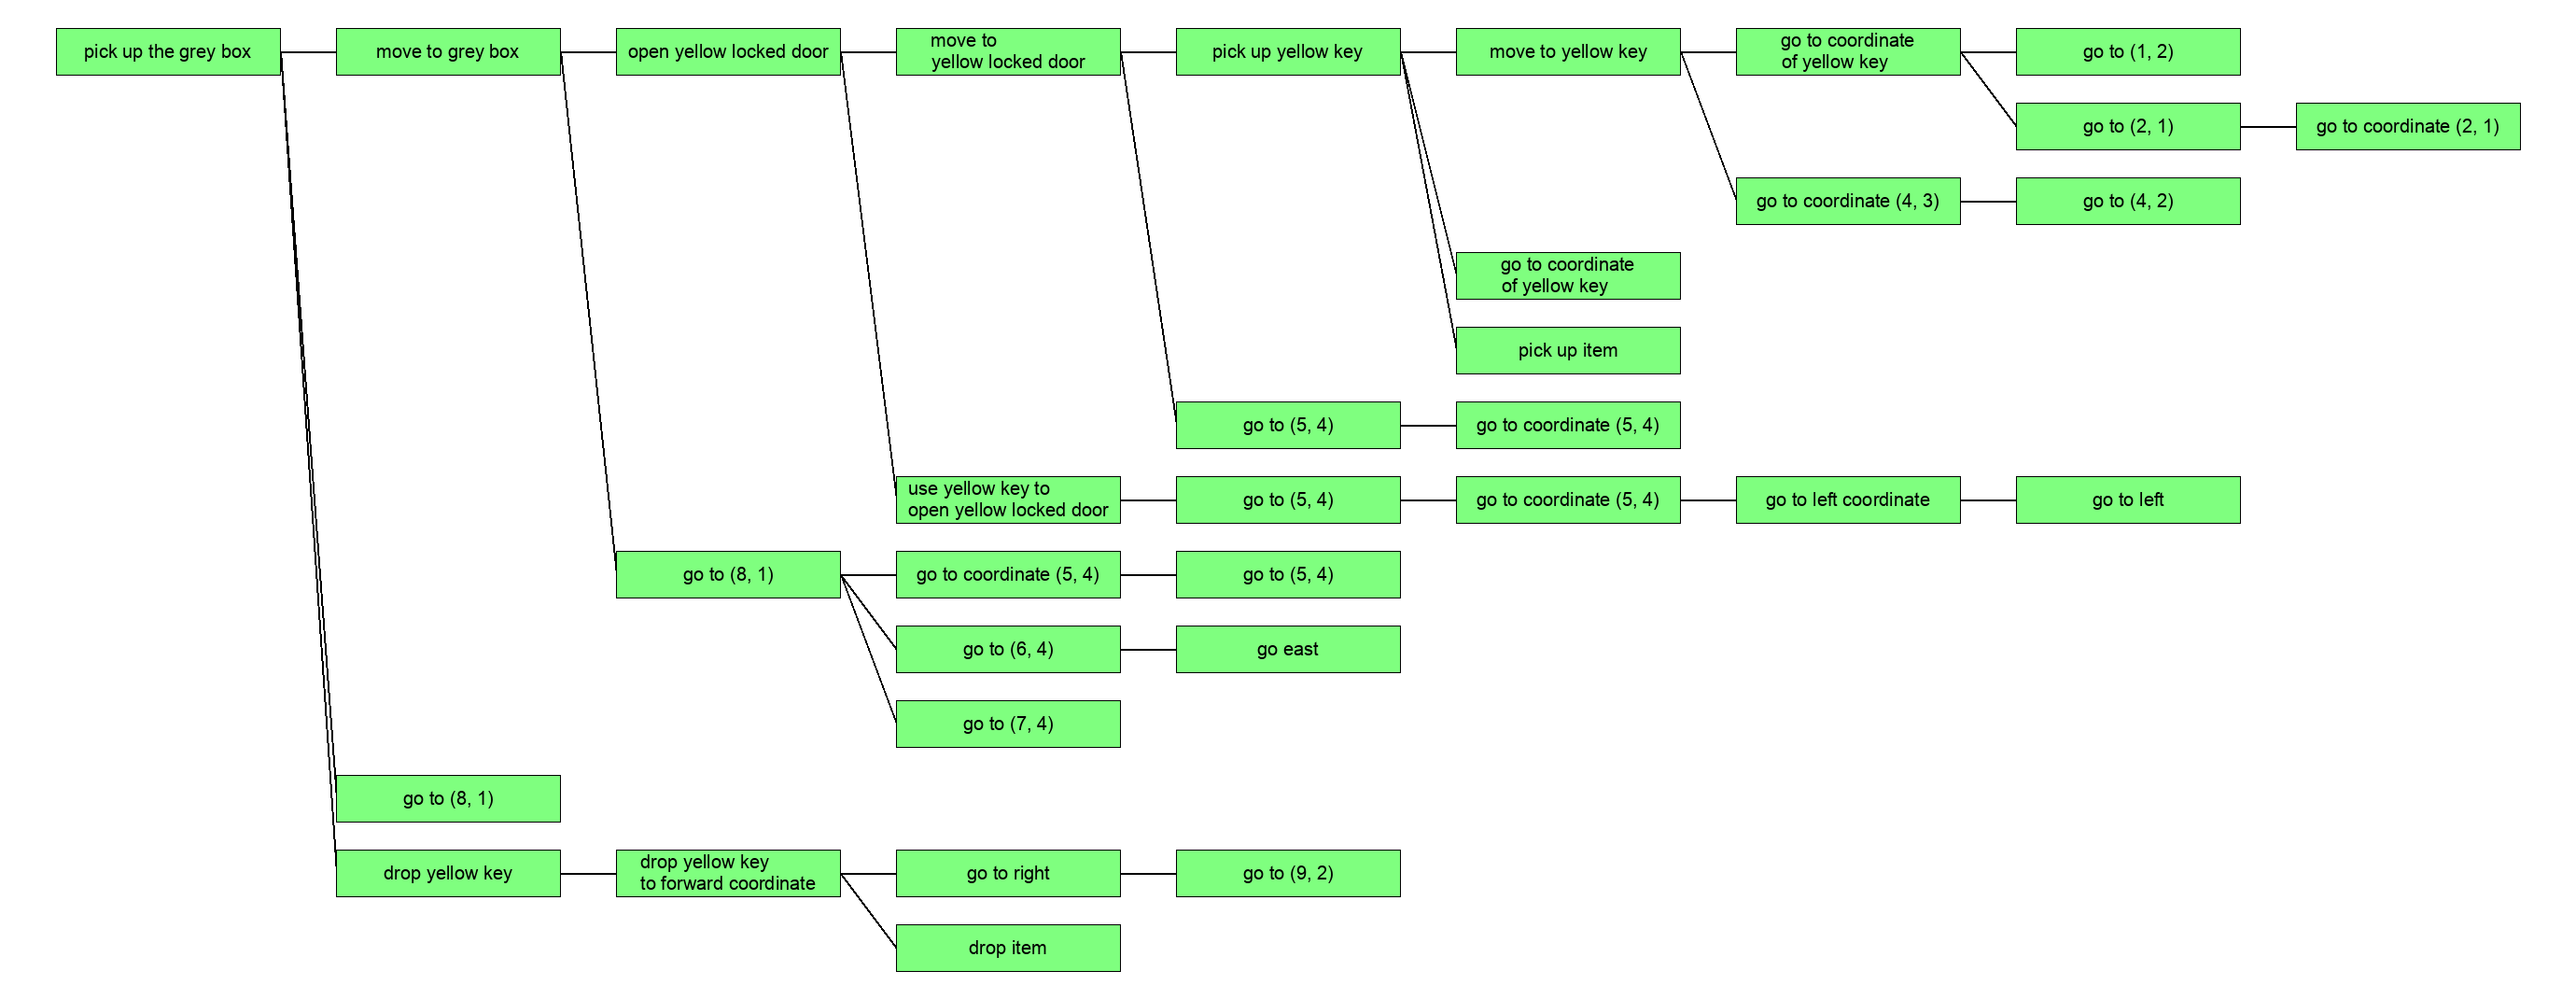 pick up the grey box
move to grey box
open yellow locked door
move to
yellow locked door
pick up yellow key
move to yellow key
go to coordinate
of yellow key
go to (1, 2)
go to (2, 1)
go to coordinate (2, 1)
go to coordinate (4, 3)
go to (4, 2)
go to coordinate
of yellow key
pick up item
go to (5, 4)
go to coordinate (5, 4)
use yellow key to
open yellow locked door
go to (5, 4)
go to coordinate (5, 4)
go to left coordinate
go to left
go to (8, 1)
go to coordinate (5, 4)
go to (5, 4)
go to (6, 4)
go east
go to (7, 4)
go to (8, 1)
drop yellow key
drop yellow key
to forward coordinate
go to right
go to (9, 2)
drop item